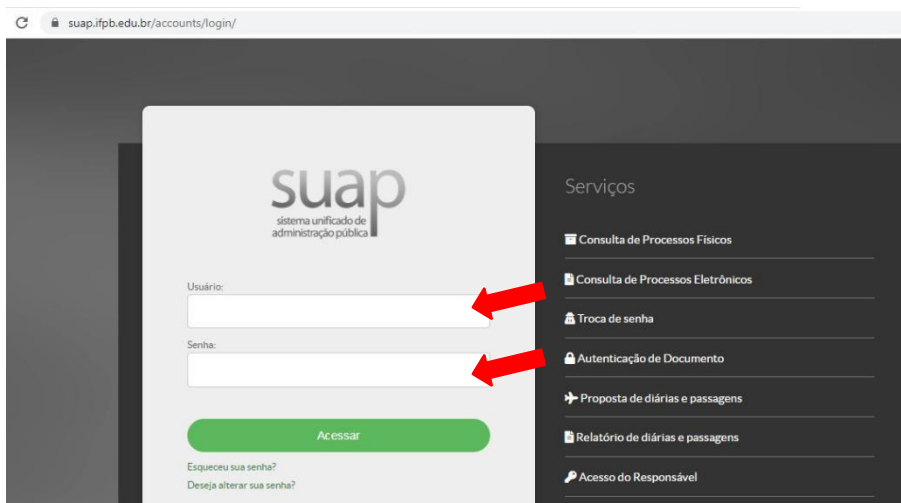 suap.ifpb.edu.br/accounts/login/
suap
sistema unificado de
administração pública
Usuário:
Senha:
Acessar
Esqueceu sua senha?
Deseja alterar sua senha?
Serviços
Consulta de Processos Físicos
Consulta de Processos Eletrônicos
Troca de senha
Autenticação de Documento
Proposta de diárias e passagens
Relatório de diárias e passagens
Acesso do Responsável